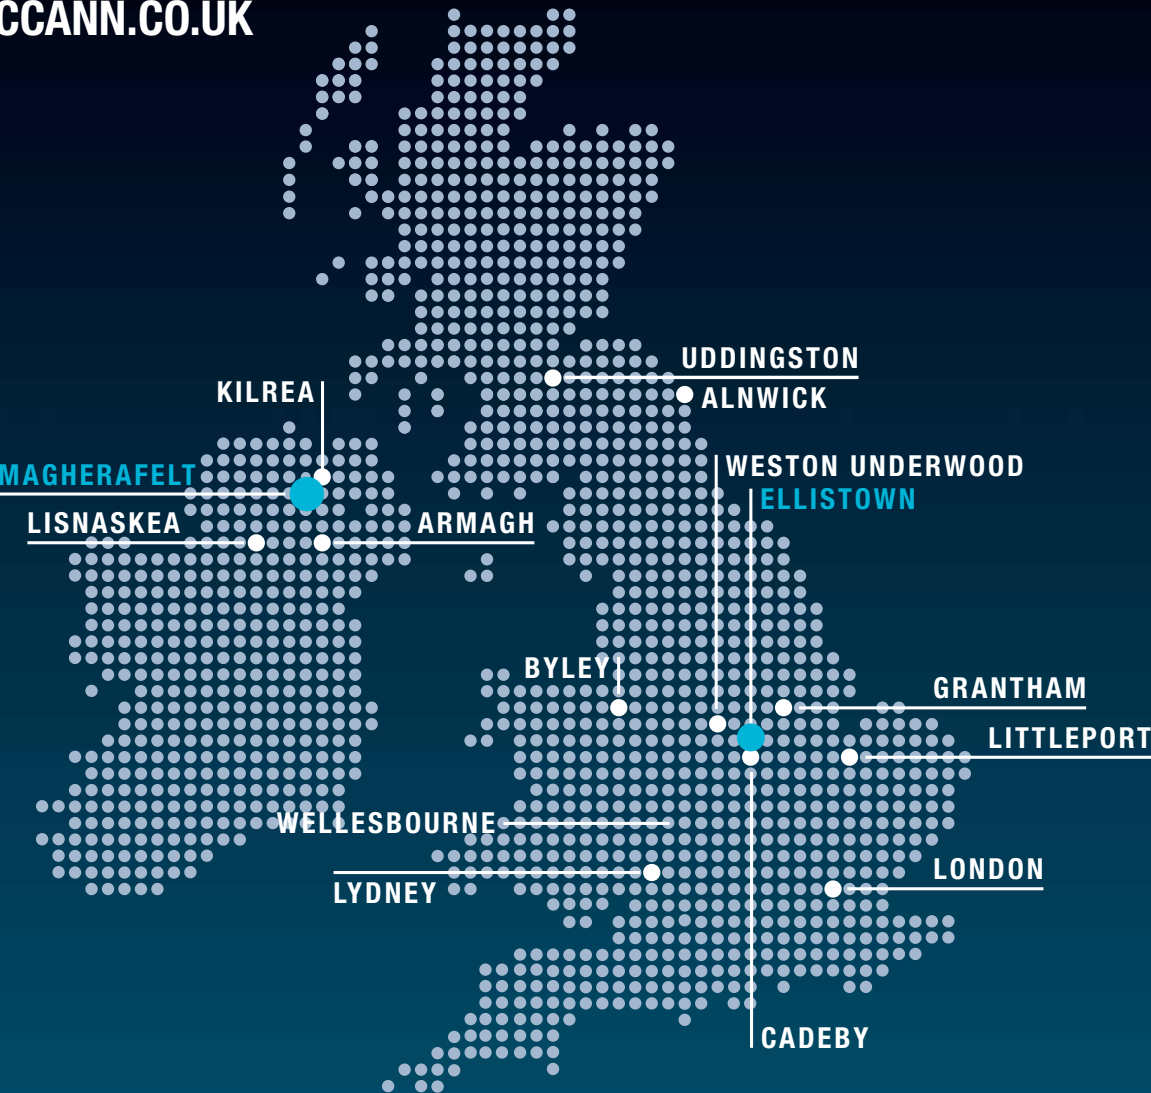 CCANN.CO.UK
UDDINGSTON
KILREA
ALNWICK
WESTON UNDERWOOD
MAGHERAFELT
ELLISTOWN
LISNASKEA
ARMAGH
BYLEY
GRANTHAM
LITTLEPORT
WELLESBOURNE
LONDON
LYDNEY
CADEBY